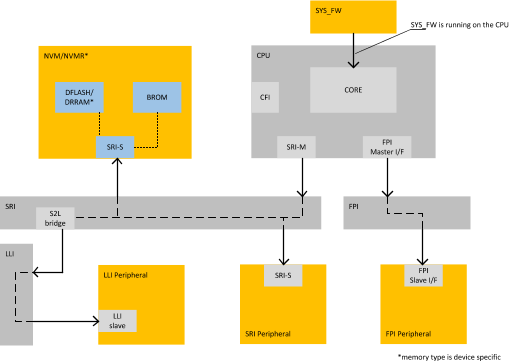 SYS_FW
SYS_FW is running on the CPU
NVM/NVMR*
CPU
DFLASH/
DRRAM*
BROM
CFI
CORE
SRI-S
SRI-M
FPI
Master I/F
SRI
S2L
bridge
FPI
LLI
LLI Peripheral
LLI
slave
SRI-S
SRI Peripheral
FPI
Slave I/F
FPI Peripheral
*memory type is device specific